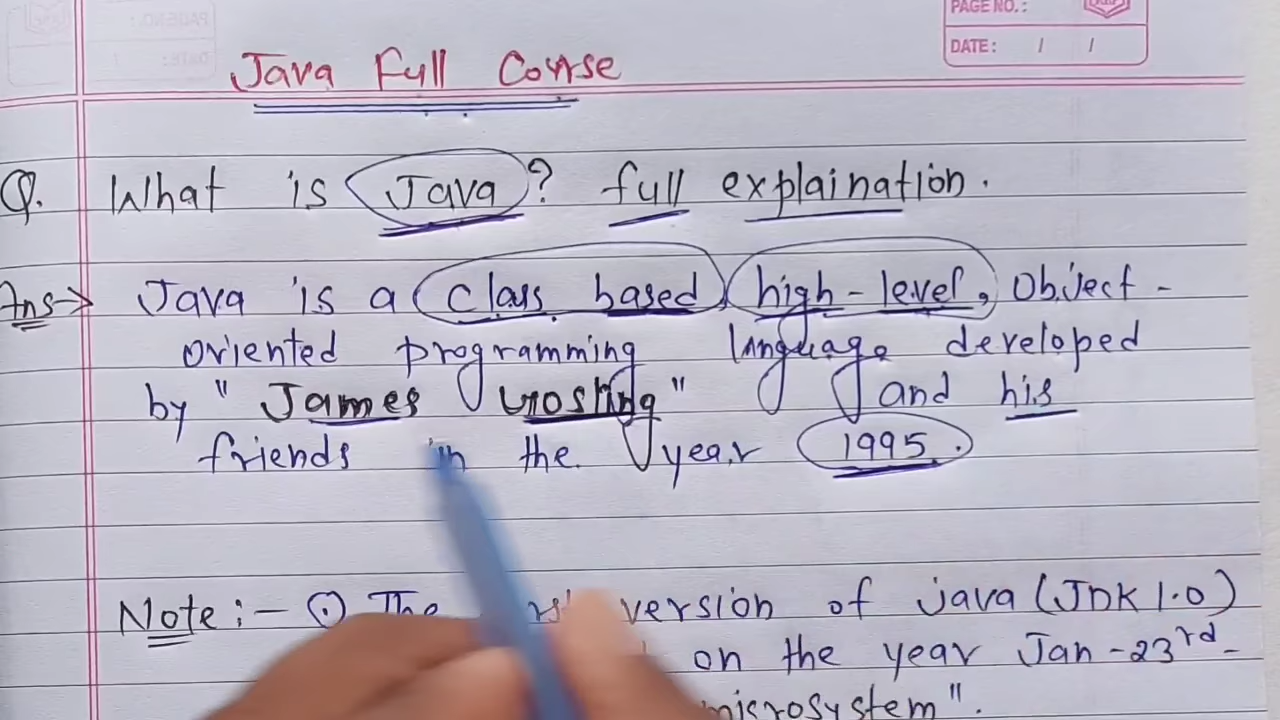 PAGE NO.:
DATE: / /
Java Full Course
Q. What is Java? full explaination.
Ans→ Java is a class based, high-level, Object-
oriented programming language developed
by "James Gosling" and his
friends in the year 1995.
Note:- ① The version of java (JDK 1.0)
on the year Jan-23rd-
microsystem".